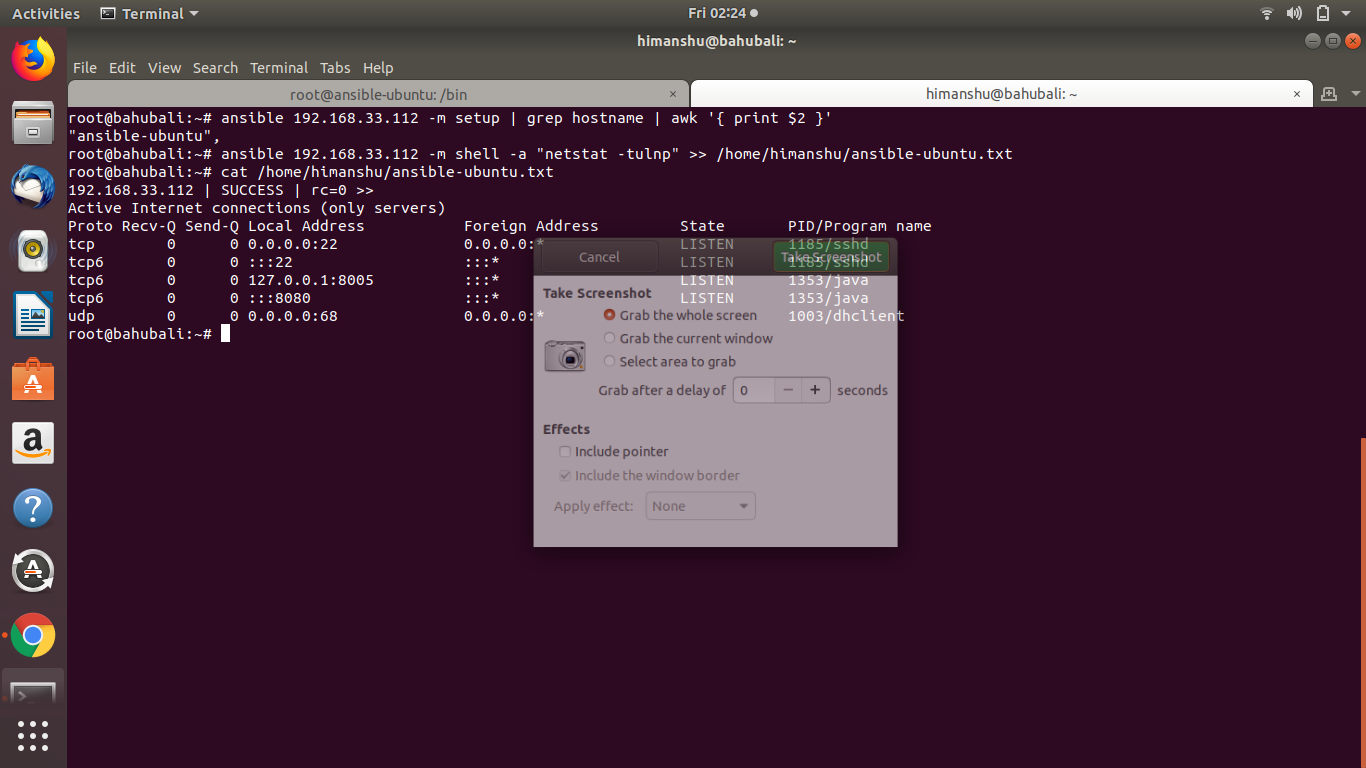 Activities Terminal Fri 02:24
himanshu@bahubali: ~
File Edit View Search Terminal Tabs Help
root@ansible-ubuntu: /bin × himanshu@bahubali: ~ ×
root@bahubali:~# ansible 192.168.33.112 -m setup | grep hostname | awk '{ print $2 }'
"ansible-ubuntu",
root@bahubali:~# ansible 192.168.33.112 -m shell -a "netstat -tulnp" >> /home/himanshu/ansible-ubuntu.txt
root@bahubali:~# cat /home/himanshu/ansible-ubuntu.txt
192.168.33.112 | SUCCESS | rc=0 >>
Active Internet connections (only servers)
Proto Recv-Q Send-Q Local Address Foreign Address State PID/Program name
tcp 0 0 0.0.0.0:22 0.0.0.0:* LISTEN 1185/sshd
tcp6 0 0 :::22 :::* LISTEN 1185/sshd
tcp6 0 0 127.0.0.1:8005 :::* LISTEN 1353/java
tcp6 0 0 :::8080 :::* LISTEN 1353/java
udp 0 0 0.0.0.0:68 0.0.0.0:* 1003/dhclient
root@bahubali:~#
Cancel Take Screenshot
Take Screenshot
Grab the whole screen
Grab the current window
Select area to grab
Grab after a delay of 0 − + seconds
Effects
Include pointer
Include the window border
Apply effect: None